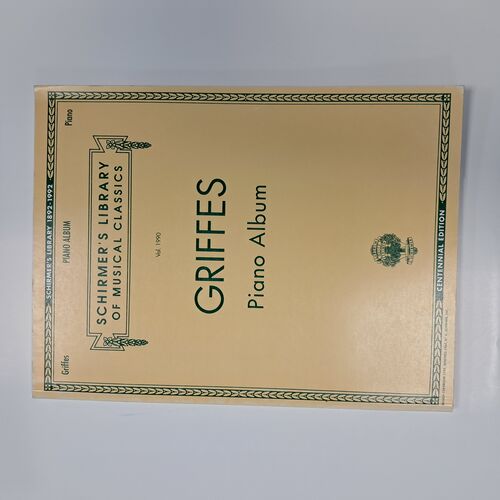 Griffes PIANO ALBUM Piano
SCHIRMER'S LIBRARY 1892-1992
SCHIRMER'S LIBRARY
OF MUSICAL CLASSICS
Vol. 1990
GRIFFES
Piano Album
CENTENNIAL EDITION